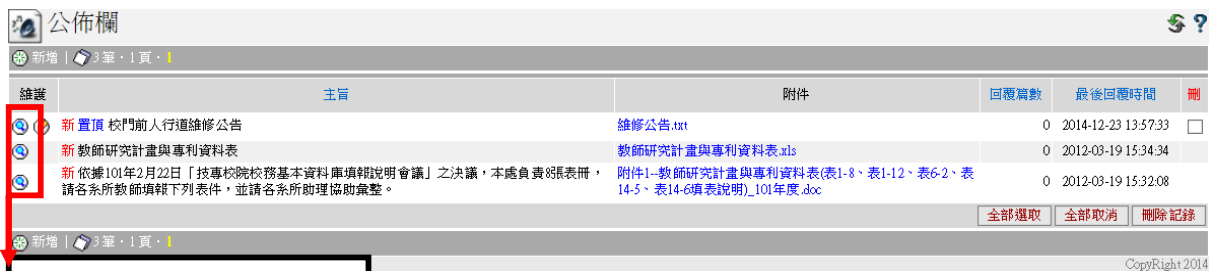 公佈欄
新增 | 3筆‧1頁‧1
維護 主旨 附件 回覆篇數 最後回覆時間 刪
新 置頂 校門前人行道維修公告 維修公告.txt 0 2014-12-23 13:57:33
新 教師研究計畫與專利資料表 教師研究計畫與專利資料表.xls 0 2012-03-19 15:34:34
新 依據101年2月22日「技專校院校務基本資料庫填報說明會議」之決議,本處負責8張表冊, 附件1--教師研究計畫與專利資料表(表1-8、表1-12、表6-2、表 0 2012-03-19 15:32:08
請各系所教師填報下列表件,並請各系所助理協助彙整。 14-5、表14-6填表說明)_101年度.doc
全部選取 全部取消 刪除記錄
新增 | 3筆‧1頁‧1
CopyRight 2014